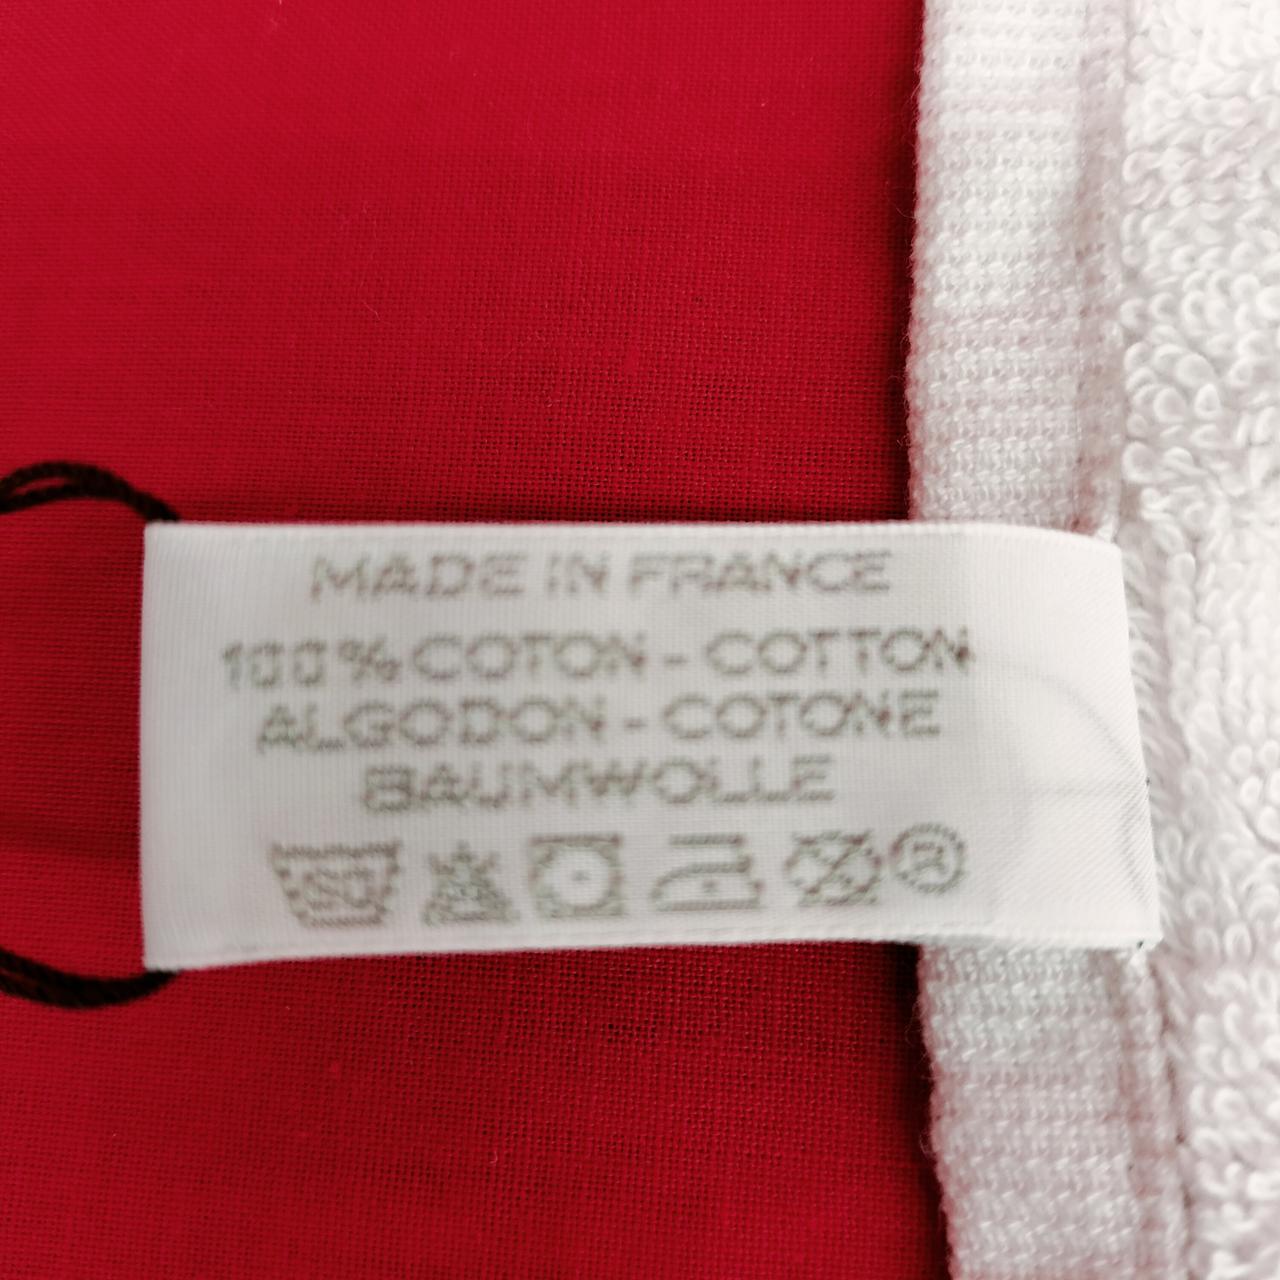 MADE IN FRANCE
100% COTON - COTTON
ALGODON - COTONE
BAUMWOLLE
®